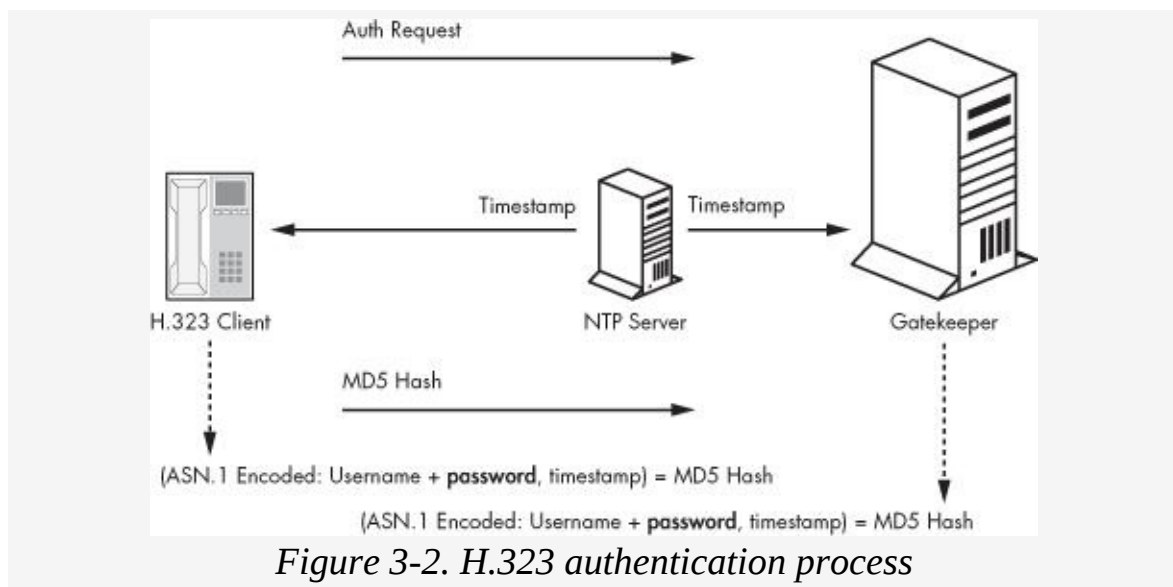 Auth Request
Timestamp
Timestamp
H.323 Client
NTP Server
Gatekeeper
MD5 Hash
(ASN.1 Encoded: Username + password, timestamp) = MD5 Hash
(ASN.1 Encoded: Username + password, timestamp) = MD5 Hash
Figure 3-2. H.323 authentication process